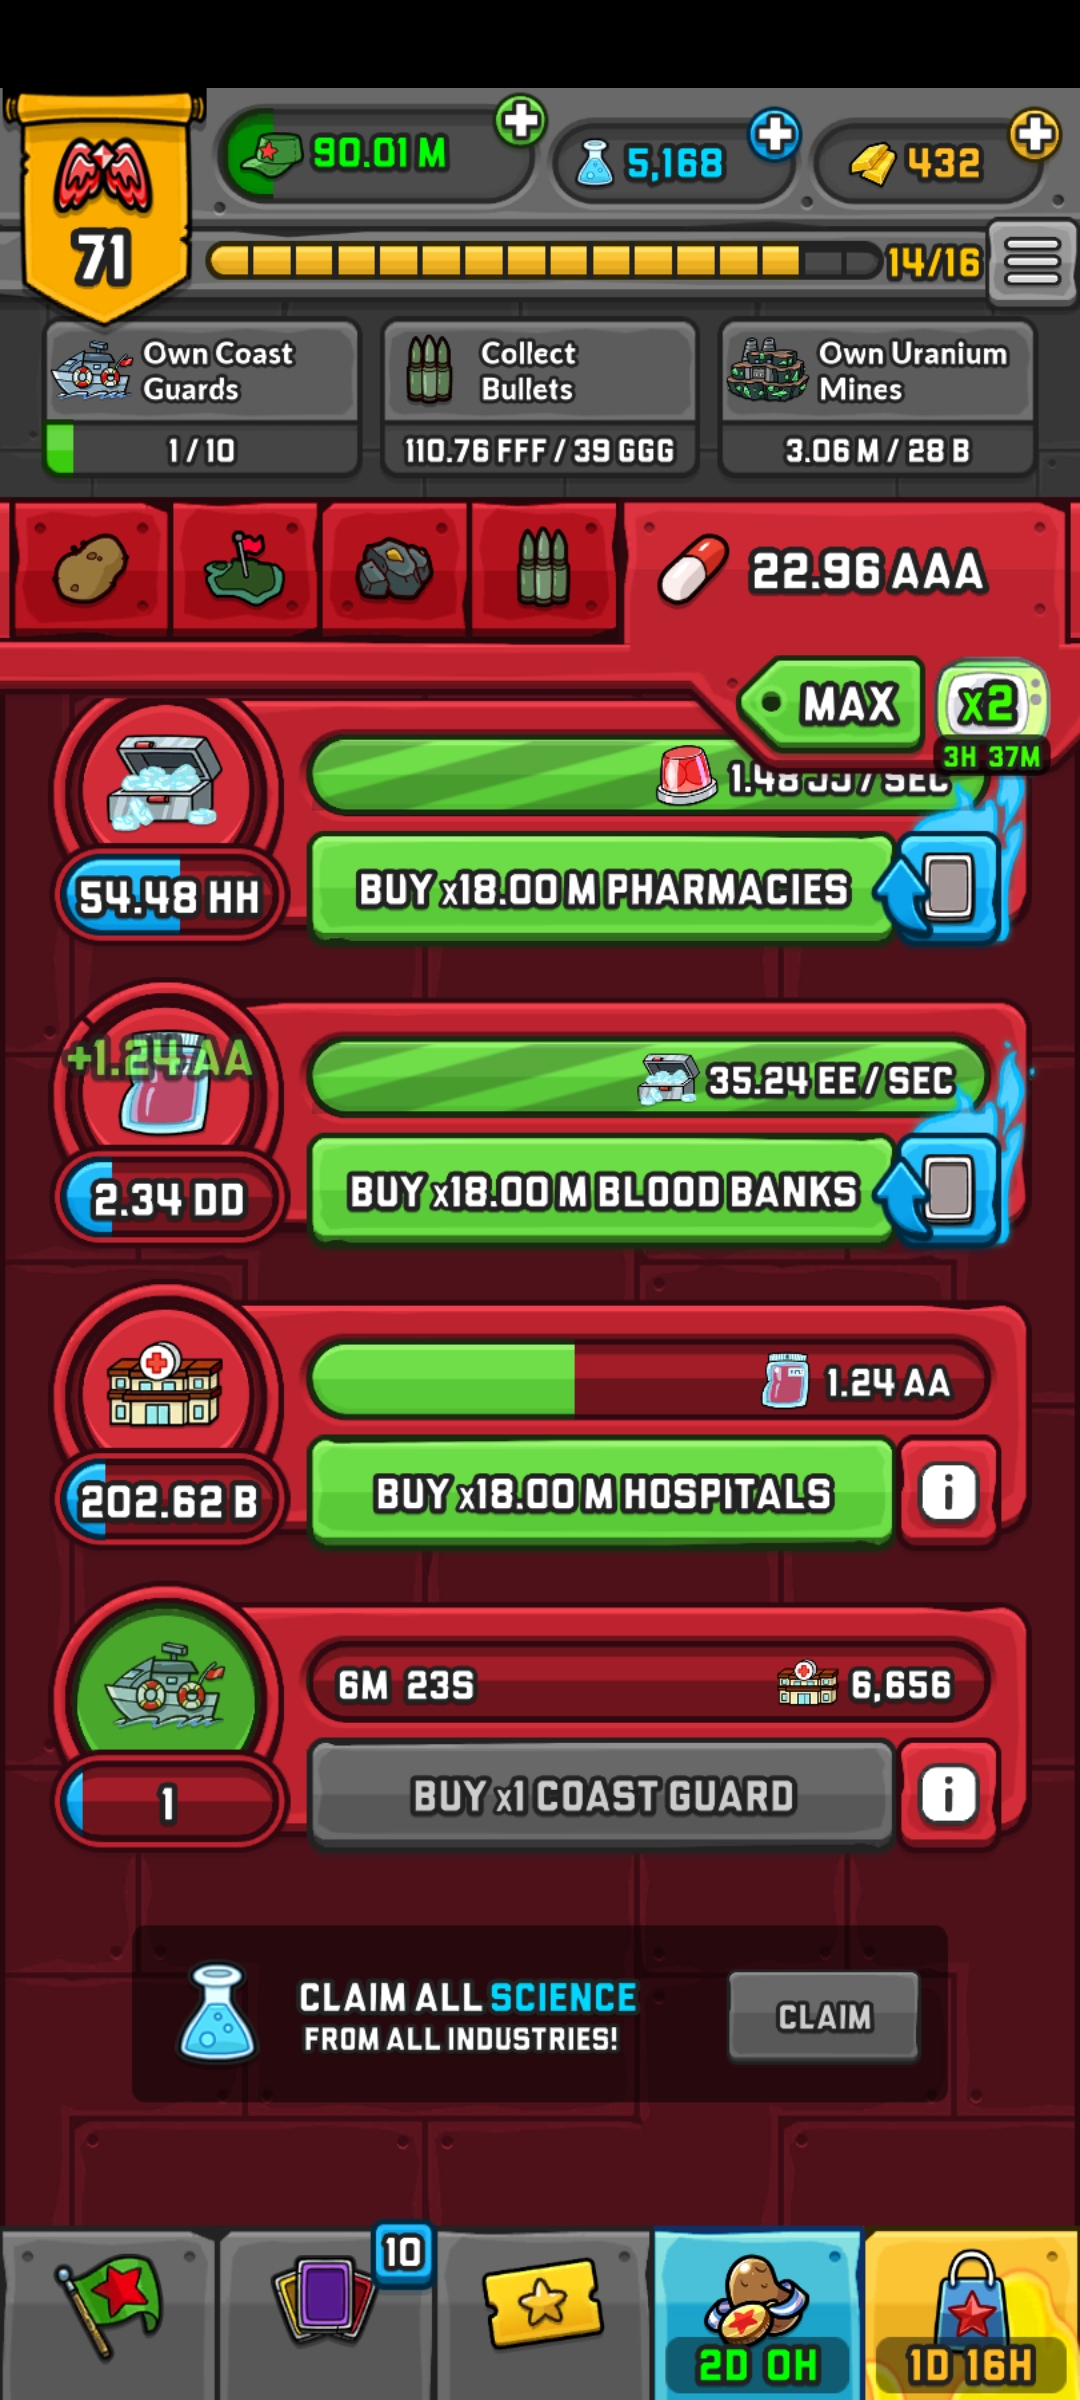 90.01 M
5,168
432
71
14/16
Own Coast
Guards
1 / 10
Collect
Bullets
110.76 FFF / 39 GGG
Own Uranium
Mines
3.06 M / 28 B
22.96 AAA
MAX
x2
3H 37M
1.48 JJ / SEC
54.48 HH
BUY x18.00 M PHARMACIES
+1.24 AA
35.24 EE / SEC
2.34 DD
BUY x18.00 M BLOOD BANKS
1.24 AA
202.62 B
BUY x18.00 M HOSPITALS
6M 23S
6,656
1
BUY x1 COAST GUARD
CLAIM ALL SCIENCE
FROM ALL INDUSTRIES!
CLAIM
10
2D 0H
1D 16H